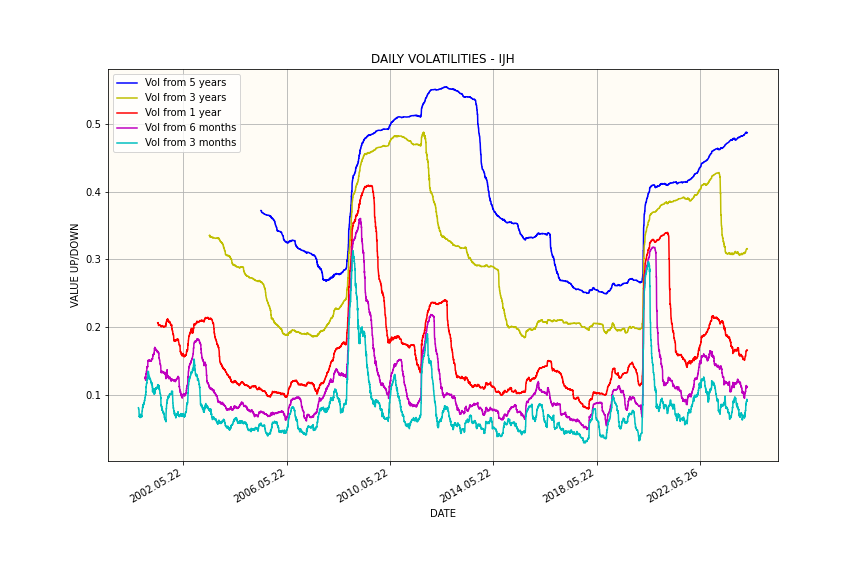 DAILY VOLATILITIES - IJH
Vol from 5 years
Vol from 3 years
Vol from 1 year
Vol from 6 months
Vol from 3 months
VALUE UP/DOWN
0.5
0.4
0.3
0.2
0.1
2002.05.22
2006.05.22
2010.05.22
2014.05.22
2018.05.22
2022.05.26
DATE